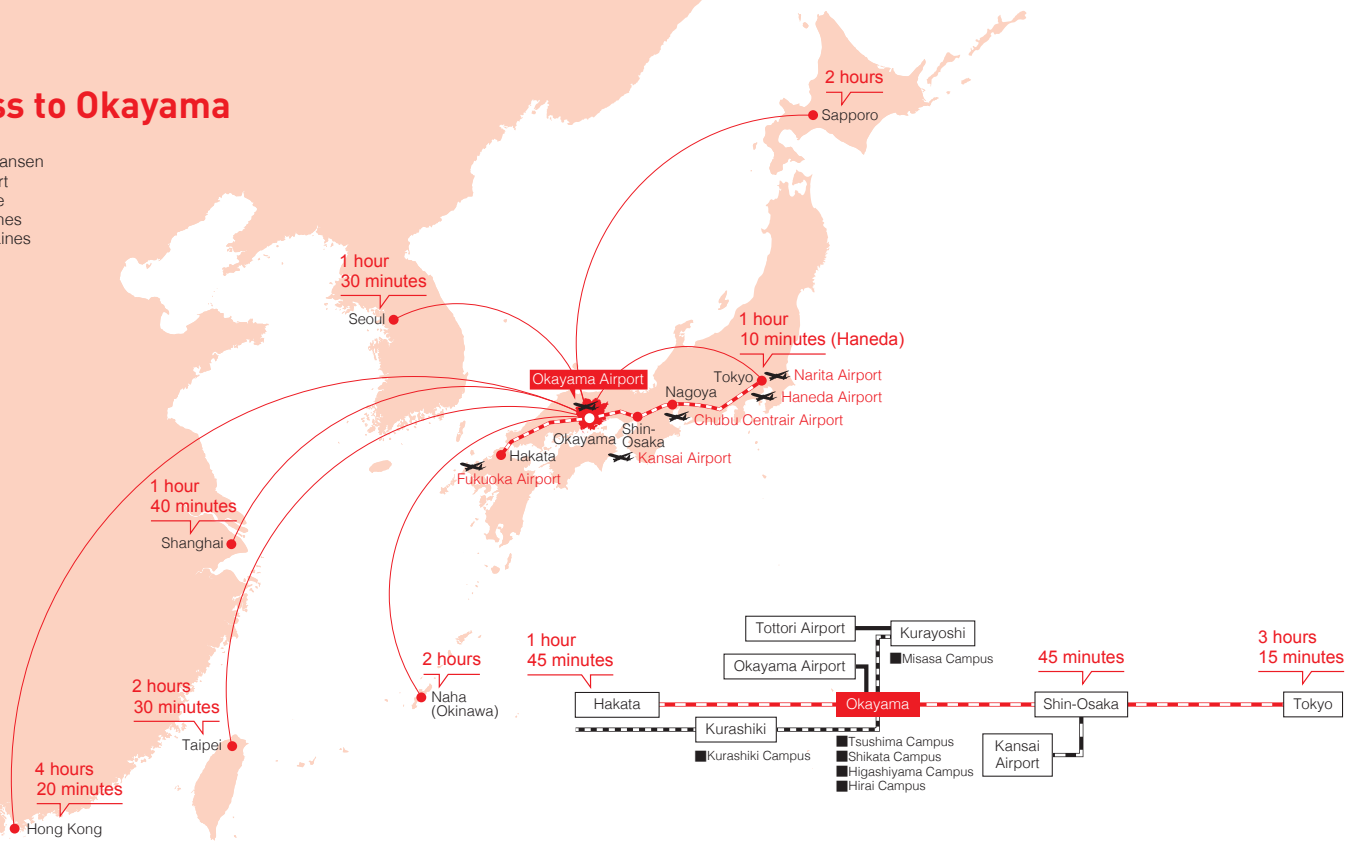 ss to Okayama
ansen
rt
e
nes
ines
2 hours
Sapporo
1 hour
30 minutes
Seoul
1 hour
10 minutes (Haneda)
Okayama Airport
Tokyo
Narita Airport
Nagoya
Haneda Airport
Chubu Centrair Airport
Shin-
Osaka
Okayama
Kansai Airport
Hakata
Fukuoka Airport
1 hour
40 minutes
Shanghai
2 hours
Naha
(Okinawa)
2 hours
30 minutes
Taipei
4 hours
20 minutes
Hong Kong
Tottori Airport
Kurayoshi
Misasa Campus
Okayama Airport
1 hour
45 minutes
45 minutes
3 hours
15 minutes
Hakata
Okayama
Shin-Osaka
Tokyo
Kurashiki
Kurashiki Campus
Tsushima Campus
Shikata Campus
Higashiyama Campus
Hirai Campus
Kansai
Airport